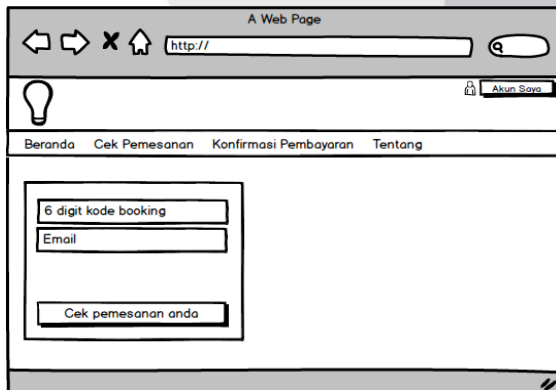 A Web Page
http://
Akun Saya
Beranda Cek Pemesanan Konfirmasi Pembayaran Tentang
6 digit kode booking
Email
Cek pemesanan anda